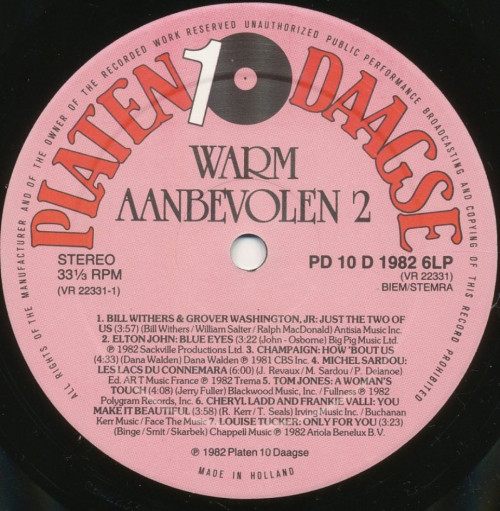 ALL RIGHTS OF THE MANUFACTURER AND OF THE OWNER OF THE RECORDED WORK RESERVED UNAUTHORIZED PUBLIC PERFORMANCE BROADCASTING AND COPYING OF THIS RECORD PROHIBITED
PLATEN 10 DAAGSE
WARM
AANBEVOLEN 2
STEREO
33⅓ RPM
(VR 22331-1)
PD 10 D 1982 6LP
(VR 22331)
BIEM/STEMRA
1. BILL WITHERS & GROVER WASHINGTON, JR: JUST THE TWO OF
US (3:57) (Bill Withers / William Salter / Ralph MacDonald) Antisia Music Inc.
2. ELTON JOHN: BLUE EYES (3:22 (John - Osborne) Big Pig Music Ltd.
℗ 1982 Sackville Productions Ltd. 3. CHAMPAIGN: HOW 'BOUT US
(4:33) (Dana Walden) Dana Walden ℗ 1981 CBS Inc. 4. MICHEL SARDOU:
LES LACS DU CONNEMARA (6:00) (J. Revaux / M. Sardou / P. Delanoe)
Ed. ART Music France ℗ 1982 Trema 5. TOM JONES: A WOMAN'S
TOUCH (4:08) (Jerry Fuller) Blackwood Music, Inc. / Fullness ℗ 1982
Polygram Records, Inc. 6. CHERYL LADD AND FRANKIE VALLI: YOU
MAKE IT BEAUTIFUL (3:58) (R. Kerr / T. Seals) Irving Music Inc. / Buchanan
Kerr Music / Face The Music 7. LOUISE TUCKER: ONLY FOR YOU (3:23)
(Binge / Smit / Skarbek) Chappell Music ℗ 1982 Ariola Benelux B.V.
℗ 1982 Platen 10 Daagse
MADE IN HOLLAND